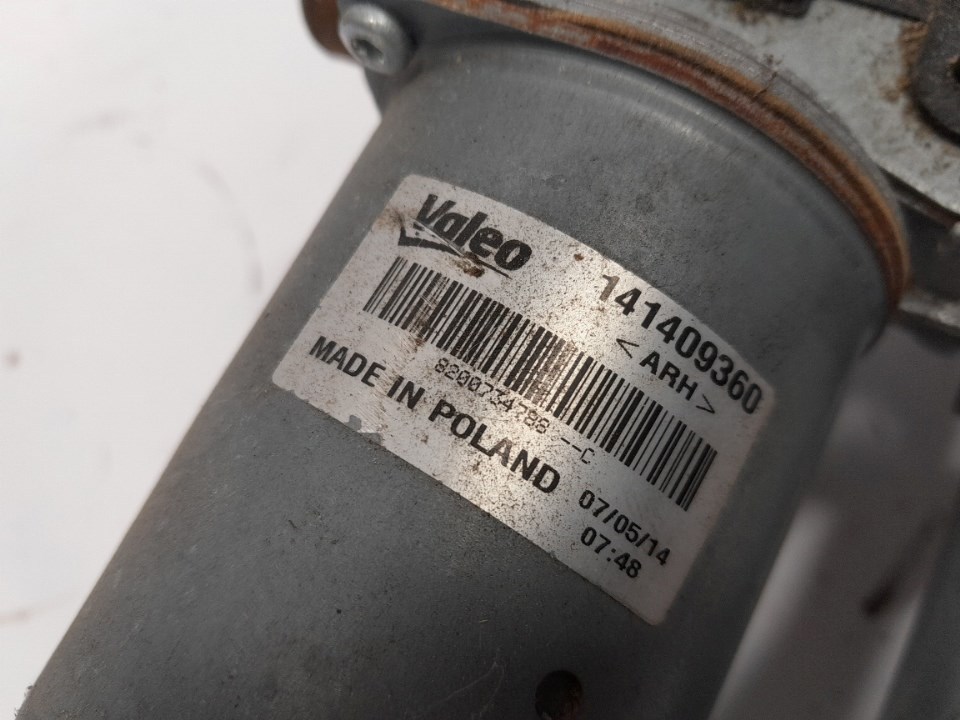 Valeo
141409360
< ARH >
8200734788 --C
MADE IN POLAND
07/05/14
07:48